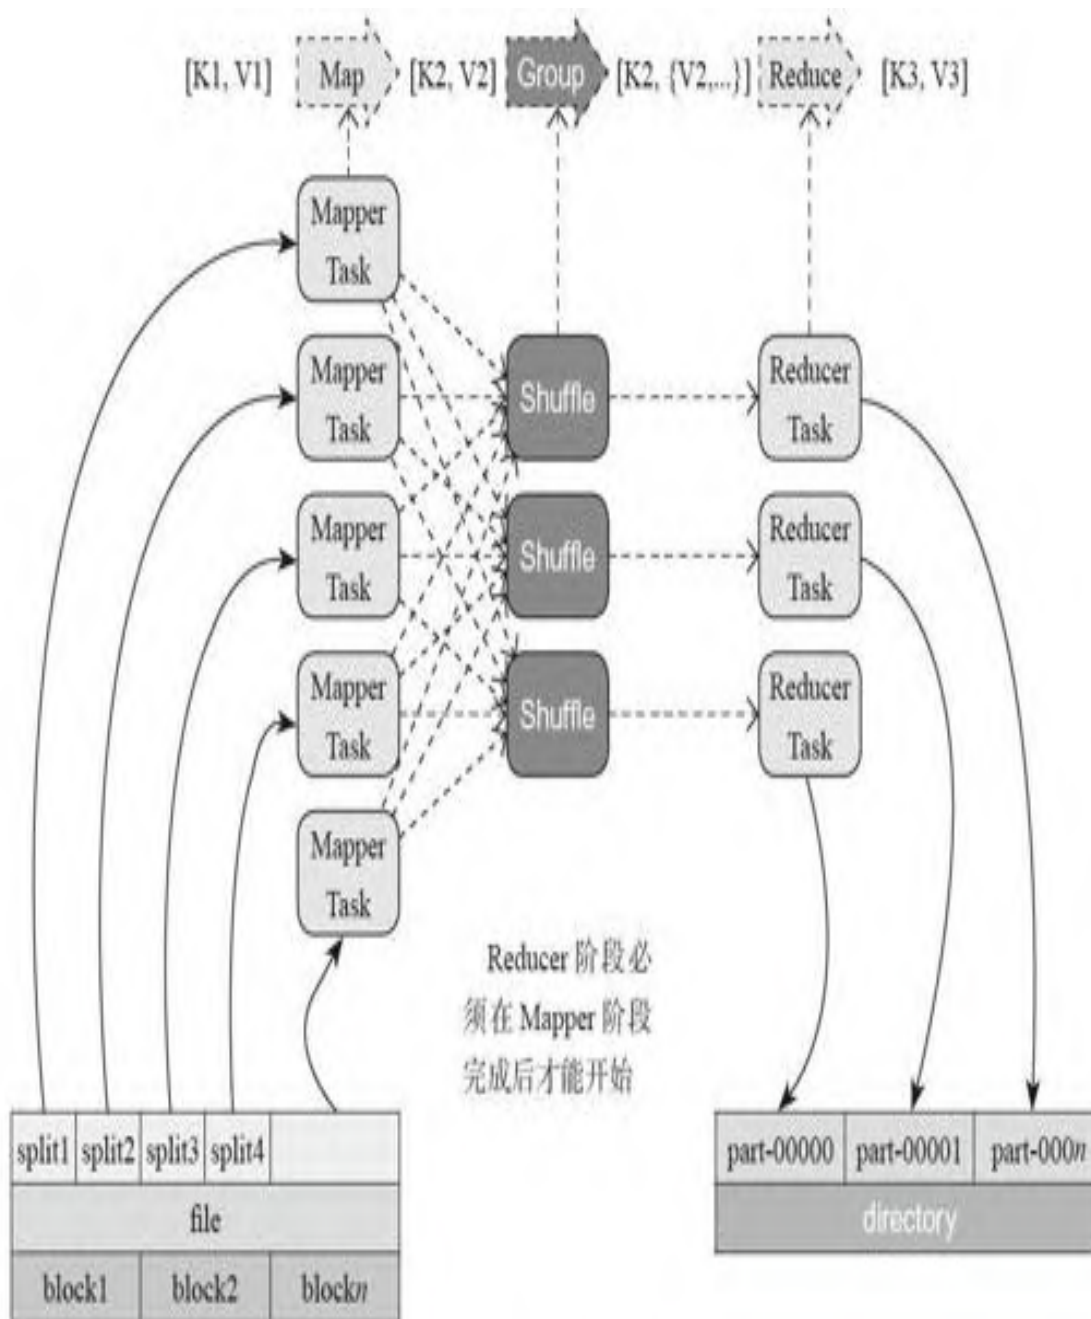 [K1, V1] Map [K2, V2] Group [K2, {V2,...}] Reduce [K3, V3]
Mapper
Task
Mapper
Task
Shuffle
Reducer
Task
Mapper
Task
Shuffle
Reducer
Task
Mapper
Task
Shuffle
Reducer
Task
Mapper
Task
Reducer 阶段必
须在 Mapper 阶段
完成后才能开始
split1 split2 split3 split4
file
block1 block2 blockn
part-00000 part-00001 part-000n
directory